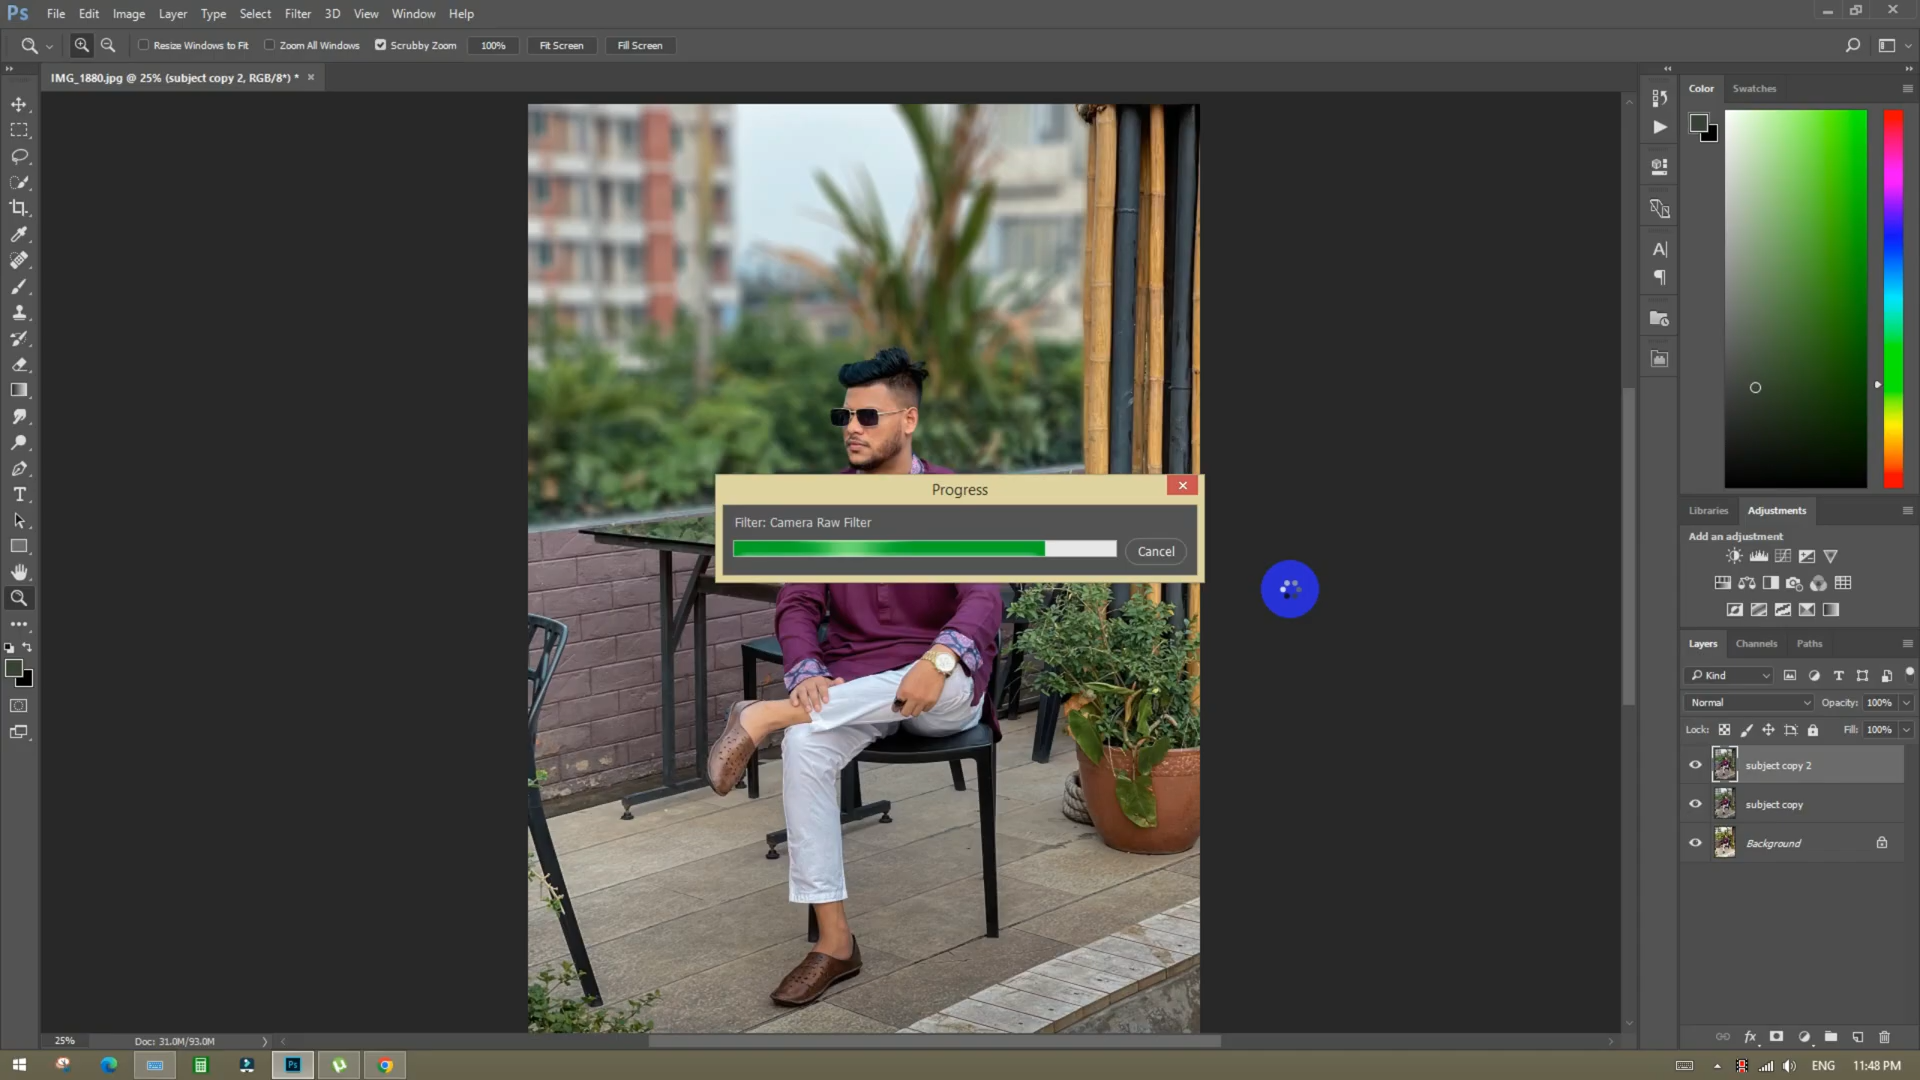 Ps File Edit Image Layer Type Select Filter 3D View Window Help
Resize Windows to Fit Zoom All Windows Scrubby Zoom 100% Fit Screen Fill Screen
IMG_1880.jpg @ 25% (subject copy 2, RGB/8*) * ×
Color Swatches
Progress
Filter: Camera Raw Filter
Cancel
Libraries Adjustments
Add an adjustment
Layers Channels Paths
Kind
Normal Opacity: 100%
Lock: Fill: 100%
subject copy 2
subject copy
Background
25% Doc: 31.0M/93.0M
Ps ENG 11:48 PM